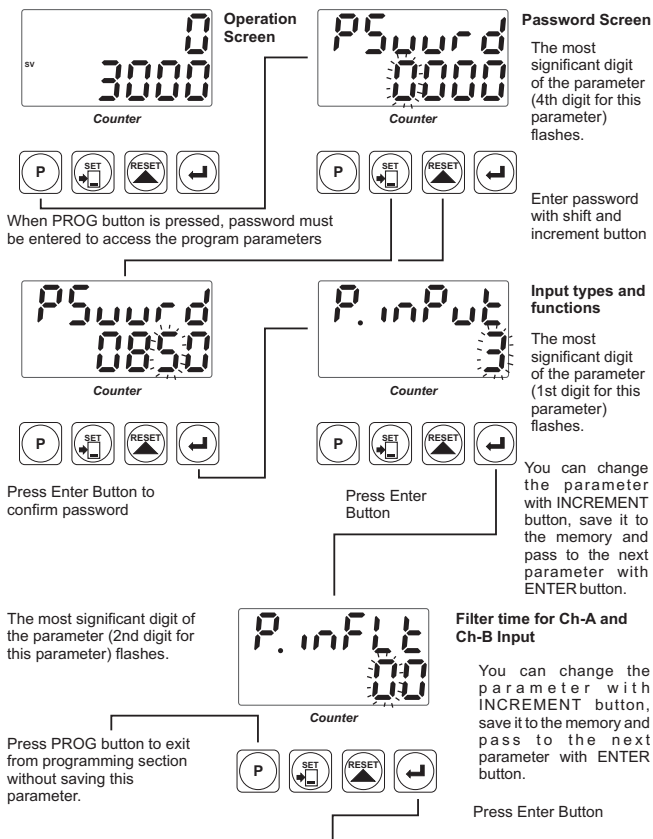 0
SV
3000
Counter
P
SET
RESET
Operation
Screen
PSwrd
0000
Counter
P
SET
RESET
Password Screen
The most
significant digit
of the parameter
(4th digit for this
parameter)
flashes.
Enter password
with shift and
increment button
When PROG button is pressed, password must
be entered to access the program parameters
PSwrd
0850
Counter
P
SET
RESET
Press Enter Button to
confirm password
P.inPut
3
Counter
P
SET
RESET
Press Enter
Button
Input types and
functions
The most
significant digit
of the parameter
(1st digit for this
parameter)
flashes.
You can change
the parameter
with INCREMENT
button, save it to
the memory and
pass to the next
parameter with
ENTER button.
The most significant digit of
the parameter (2nd digit for
this parameter) flashes.
P.inFLt
00
Counter
P
SET
RESET
Press PROG button to exit
from programming section
without saving this
parameter.
Filter time for Ch-A and
Ch-B Input
You can change the
parameter with
INCREMENT button,
save it to the memory and
pass to the next
parameter with ENTER
button.
Press Enter Button